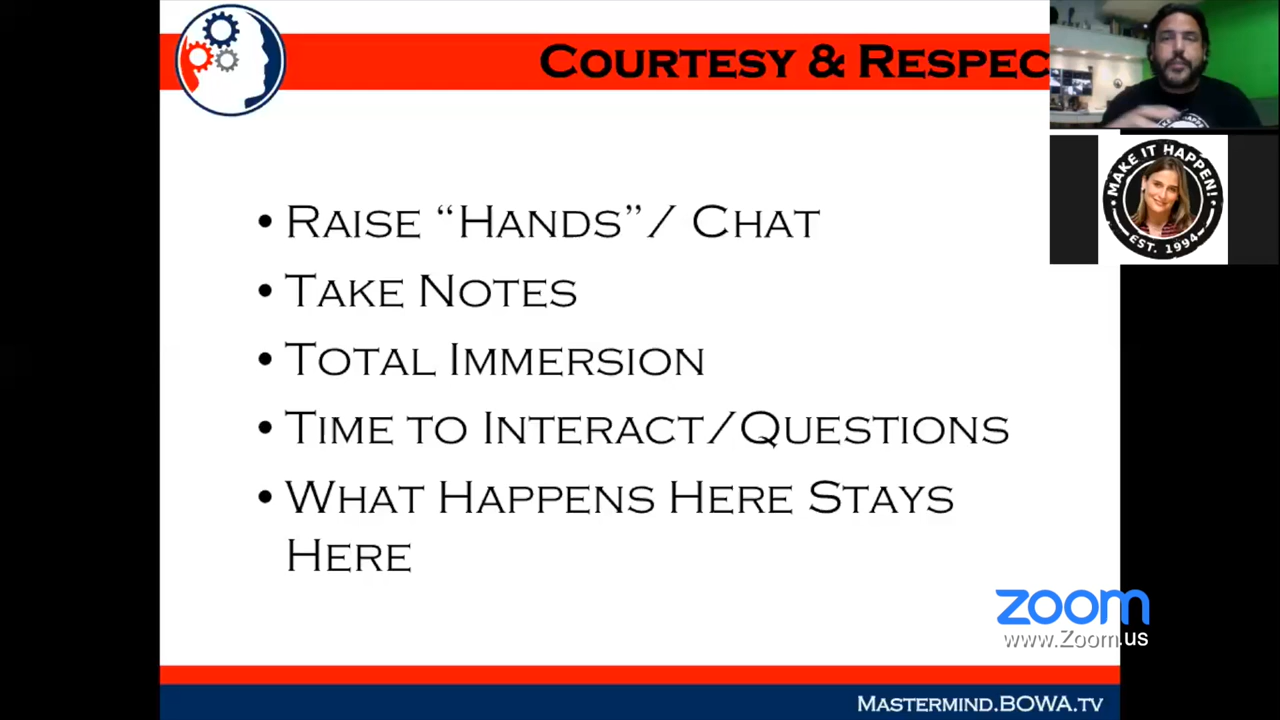 COURTESY & RESPEC
MAKE IT HAPPEN!
EST. 1994
• RAISE “HANDS”/ CHAT
• TAKE NOTES
• TOTAL IMMERSION
• TIME TO INTERACT/QUESTIONS
• WHAT HAPPENS HERE STAYS
HERE
zoom
www.Zoom.us
MASTERMIND.BOWA.TV